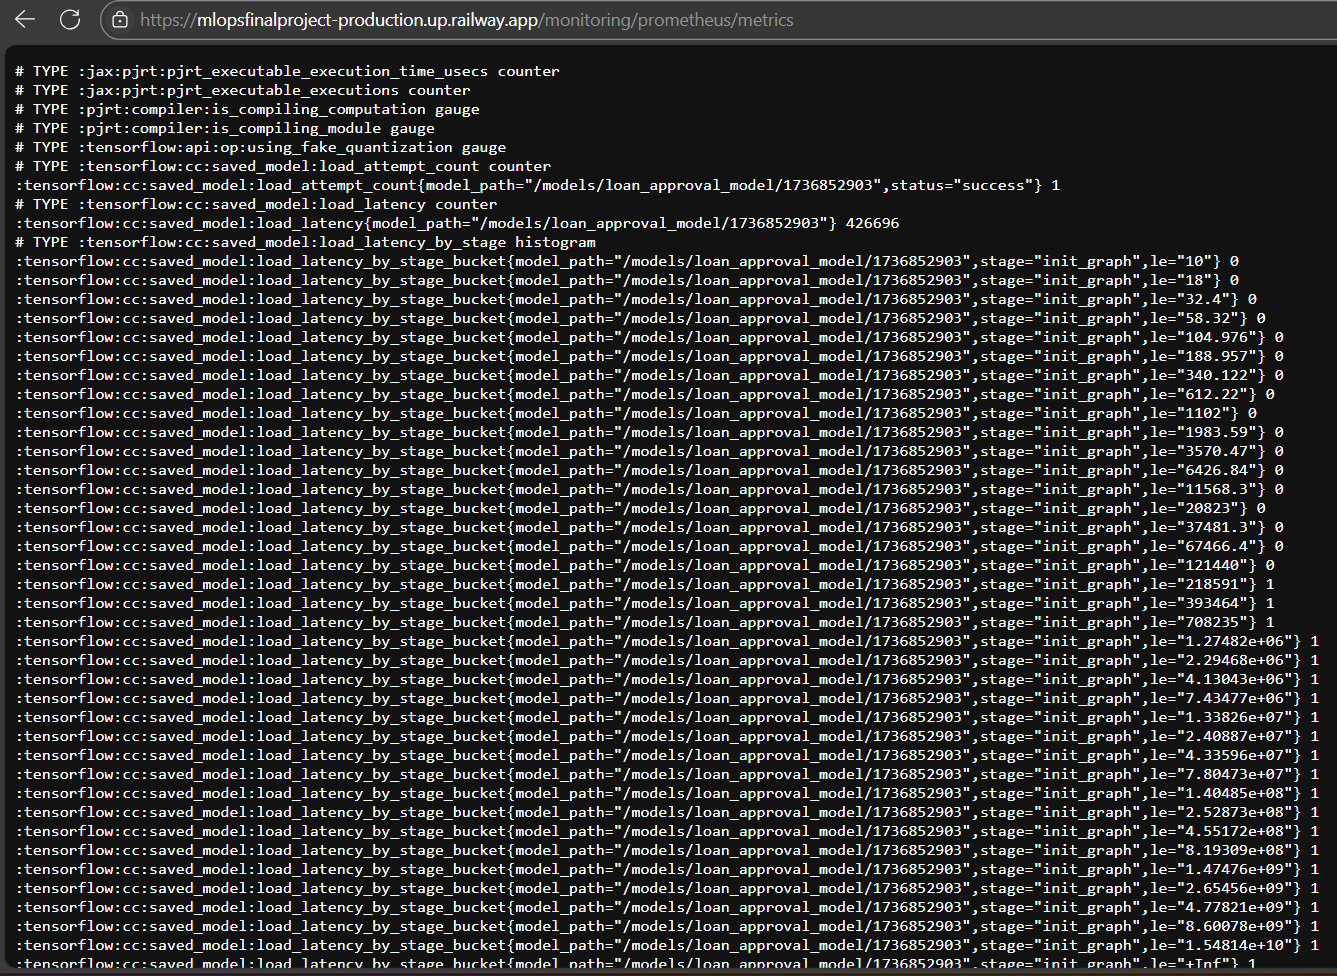 https://mlopsfinalproject-production.up.railway.app/monitoring/prometheus/metrics
# TYPE :jax:pjrt:pjrt_executable_execution_time_usecs counter
# TYPE :jax:pjrt:pjrt_executable_executions counter
# TYPE :pjrt:compiler:is_compiling_computation gauge
# TYPE :pjrt:compiler:is_compiling_module gauge
# TYPE :tensorflow:api:op:using_fake_quantization gauge
# TYPE :tensorflow:cc:saved_model:load_attempt_count counter
:tensorflow:cc:saved_model:load_attempt_count{model_path="/models/loan_approval_model/1736852903",status="success"} 1
# TYPE :tensorflow:cc:saved_model:load_latency counter
:tensorflow:cc:saved_model:load_latency{model_path="/models/loan_approval_model/1736852903"} 426696
# TYPE :tensorflow:cc:saved_model:load_latency_by_stage histogram
:tensorflow:cc:saved_model:load_latency_by_stage_bucket{model_path="/models/loan_approval_model/1736852903",stage="init_graph",le="10"} 0
:tensorflow:cc:saved_model:load_latency_by_stage_bucket{model_path="/models/loan_approval_model/1736852903",stage="init_graph",le="18"} 0
:tensorflow:cc:saved_model:load_latency_by_stage_bucket{model_path="/models/loan_approval_model/1736852903",stage="init_graph",le="32.4"} 0
:tensorflow:cc:saved_model:load_latency_by_stage_bucket{model_path="/models/loan_approval_model/1736852903",stage="init_graph",le="58.32"} 0
:tensorflow:cc:saved_model:load_latency_by_stage_bucket{model_path="/models/loan_approval_model/1736852903",stage="init_graph",le="104.976"} 0
:tensorflow:cc:saved_model:load_latency_by_stage_bucket{model_path="/models/loan_approval_model/1736852903",stage="init_graph",le="188.957"} 0
:tensorflow:cc:saved_model:load_latency_by_stage_bucket{model_path="/models/loan_approval_model/1736852903",stage="init_graph",le="340.122"} 0
:tensorflow:cc:saved_model:load_latency_by_stage_bucket{model_path="/models/loan_approval_model/1736852903",stage="init_graph",le="612.22"} 0
:tensorflow:cc:saved_model:load_latency_by_stage_bucket{model_path="/models/loan_approval_model/1736852903",stage="init_graph",le="1102"} 0
:tensorflow:cc:saved_model:load_latency_by_stage_bucket{model_path="/models/loan_approval_model/1736852903",stage="init_graph",le="1983.59"} 0
:tensorflow:cc:saved_model:load_latency_by_stage_bucket{model_path="/models/loan_approval_model/1736852903",stage="init_graph",le="3570.47"} 0
:tensorflow:cc:saved_model:load_latency_by_stage_bucket{model_path="/models/loan_approval_model/1736852903",stage="init_graph",le="6426.84"} 0
:tensorflow:cc:saved_model:load_latency_by_stage_bucket{model_path="/models/loan_approval_model/1736852903",stage="init_graph",le="11568.3"} 0
:tensorflow:cc:saved_model:load_latency_by_stage_bucket{model_path="/models/loan_approval_model/1736852903",stage="init_graph",le="20823"} 0
:tensorflow:cc:saved_model:load_latency_by_stage_bucket{model_path="/models/loan_approval_model/1736852903",stage="init_graph",le="37481.3"} 0
:tensorflow:cc:saved_model:load_latency_by_stage_bucket{model_path="/models/loan_approval_model/1736852903",stage="init_graph",le="67466.4"} 0
:tensorflow:cc:saved_model:load_latency_by_stage_bucket{model_path="/models/loan_approval_model/1736852903",stage="init_graph",le="121440"} 0
:tensorflow:cc:saved_model:load_latency_by_stage_bucket{model_path="/models/loan_approval_model/1736852903",stage="init_graph",le="218591"} 1
:tensorflow:cc:saved_model:load_latency_by_stage_bucket{model_path="/models/loan_approval_model/1736852903",stage="init_graph",le="393464"} 1
:tensorflow:cc:saved_model:load_latency_by_stage_bucket{model_path="/models/loan_approval_model/1736852903",stage="init_graph",le="708235"} 1
:tensorflow:cc:saved_model:load_latency_by_stage_bucket{model_path="/models/loan_approval_model/1736852903",stage="init_graph",le="1.27482e+06"} 1
:tensorflow:cc:saved_model:load_latency_by_stage_bucket{model_path="/models/loan_approval_model/1736852903",stage="init_graph",le="2.29468e+06"} 1
:tensorflow:cc:saved_model:load_latency_by_stage_bucket{model_path="/models/loan_approval_model/1736852903",stage="init_graph",le="4.13043e+06"} 1
:tensorflow:cc:saved_model:load_latency_by_stage_bucket{model_path="/models/loan_approval_model/1736852903",stage="init_graph",le="7.43477e+06"} 1
:tensorflow:cc:saved_model:load_latency_by_stage_bucket{model_path="/models/loan_approval_model/1736852903",stage="init_graph",le="1.33826e+07"} 1
:tensorflow:cc:saved_model:load_latency_by_stage_bucket{model_path="/models/loan_approval_model/1736852903",stage="init_graph",le="2.40887e+07"} 1
:tensorflow:cc:saved_model:load_latency_by_stage_bucket{model_path="/models/loan_approval_model/1736852903",stage="init_graph",le="4.33596e+07"} 1
:tensorflow:cc:saved_model:load_latency_by_stage_bucket{model_path="/models/loan_approval_model/1736852903",stage="init_graph",le="7.80473e+07"} 1
:tensorflow:cc:saved_model:load_latency_by_stage_bucket{model_path="/models/loan_approval_model/1736852903",stage="init_graph",le="1.40485e+08"} 1
:tensorflow:cc:saved_model:load_latency_by_stage_bucket{model_path="/models/loan_approval_model/1736852903",stage="init_graph",le="2.52873e+08"} 1
:tensorflow:cc:saved_model:load_latency_by_stage_bucket{model_path="/models/loan_approval_model/1736852903",stage="init_graph",le="4.55172e+08"} 1
:tensorflow:cc:saved_model:load_latency_by_stage_bucket{model_path="/models/loan_approval_model/1736852903",stage="init_graph",le="8.19309e+08"} 1
:tensorflow:cc:saved_model:load_latency_by_stage_bucket{model_path="/models/loan_approval_model/1736852903",stage="init_graph",le="1.47476e+09"} 1
:tensorflow:cc:saved_model:load_latency_by_stage_bucket{model_path="/models/loan_approval_model/1736852903",stage="init_graph",le="2.65456e+09"} 1
:tensorflow:cc:saved_model:load_latency_by_stage_bucket{model_path="/models/loan_approval_model/1736852903",stage="init_graph",le="4.77821e+09"} 1
:tensorflow:cc:saved_model:load_latency_by_stage_bucket{model_path="/models/loan_approval_model/1736852903",stage="init_graph",le="8.60078e+09"} 1
:tensorflow:cc:saved_model:load_latency_by_stage_bucket{model_path="/models/loan_approval_model/1736852903",stage="init_graph",le="1.54814e+10"} 1
:tensorflow:cc:saved_model:load_latency_by_stage_bucket{model_path="/models/loan_approval_model/1736852903",stage="init_graph",le="+Inf"} 1